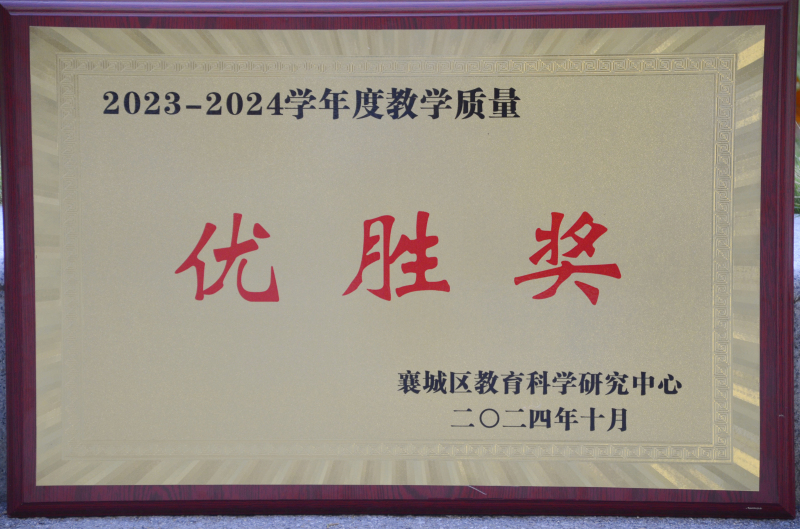 2023-2024学年度教学质量
优胜奖
襄城区教育科学研究中心
二〇二四年十月